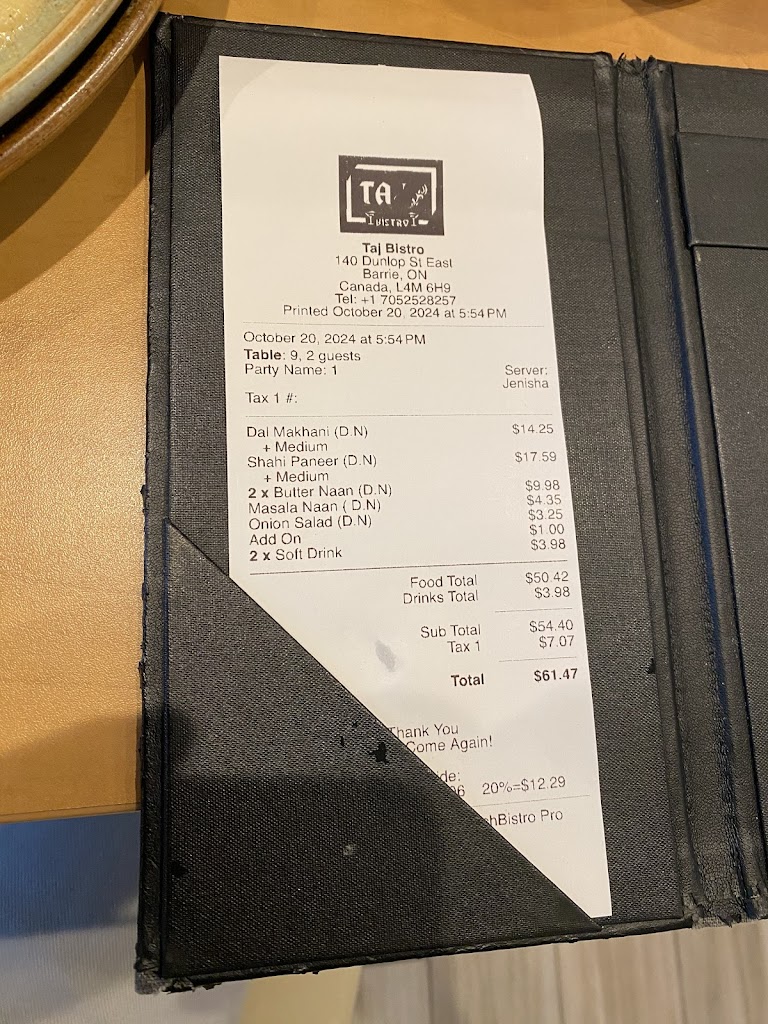 TA
BISTRO
Taj Bistro
140 Dunlop St East
Barrie, ON
Canada, L4M 6H9
Tel: +1 7052528257
Printed October 20, 2024 at 5:54 PM
October 20, 2024 at 5:54 PM
Table: 9, 2 guests
Party Name: 1 Server: Jenisha
Tax 1 #:
Dal Makhani (D.N) $14.25
+ Medium
Shahi Paneer (D.N) $17.59
+ Medium
2 x Butter Naan (D.N) $9.98
Masala Naan ( D.N) $4.35
Onion Salad (D.N) $3.25
Add On $1.00
2 x Soft Drink $3.98
Food Total $50.42
Drinks Total $3.98
Sub Total $54.40
Tax 1 $7.07
Total $61.47
Thank You
Come Again!
de:
06 20%=$12.29
shBistro Pro